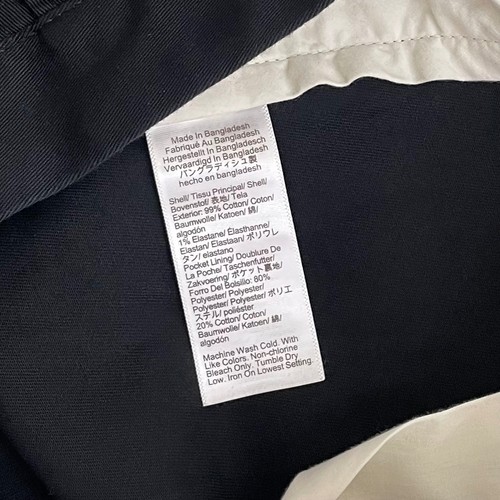 Made In Bangladesh
Fabriqué Au Bangladesh
Hergestellt In Bangladesch
Vervaardigd In Bangladesh
バングラディシュ製
hecho en bangladesh
Shell/ Tissu Principal/ Shell/
Bovenstof/ 表地/ Tela
Exterior: 99% Cotton/ Coton/
Baumwolle/ Katoen/ 綿/
algodón
1% Elastane/ Élasthanne/
Elastan/ Elastaan/ ポリウレ
タン/ elastano
Pocket Lining/ Doublure De
La Poche/ Taschenfutter/
Zakvoering/ ポケット裏地/
Forro Del Bolsillo: 80%
Polyester/ Polyester/
Polyester/ Polyester/ ポリエ
ステル/ poliéster
20% Cotton/ Coton/
Baumwolle/ Katoen/ 綿/
algodón
Machine Wash Cold. With
Like Colors. Non-chlorine
Bleach Only. Tumble Dry
Low. Iron On Lowest Setting.